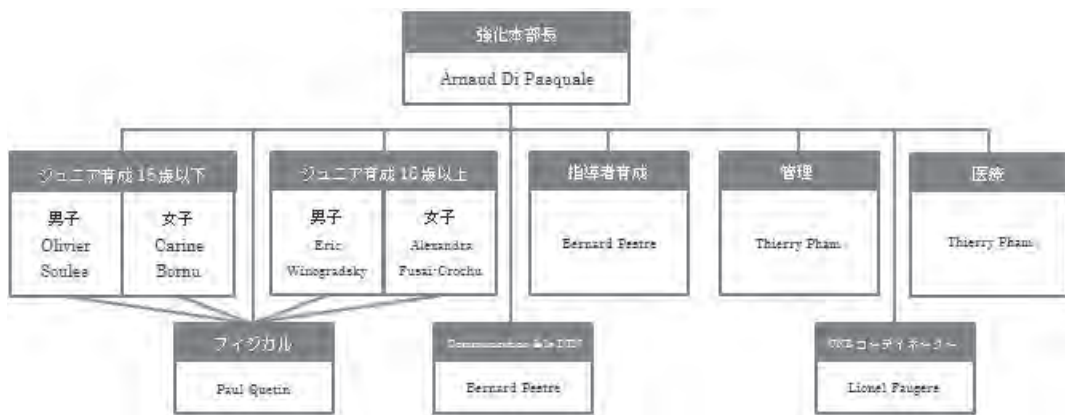 強化本部長
Arnaud Di Pasquale
ジュニア育成 15歳以下
男子
Olivier
Soules
女子
Carine
Bornu
ジュニア育成 16歳以上
男子
Eric
Winogradsky
女子
Alexandra
Fusai-Crochu
指導者育成
Bernard Pestre
管理
Thierry Pham
医療
Thierry Pham
フィジカル
Paul Quetin
Bernard Pestre
コーディネーター
Lionel Faugere